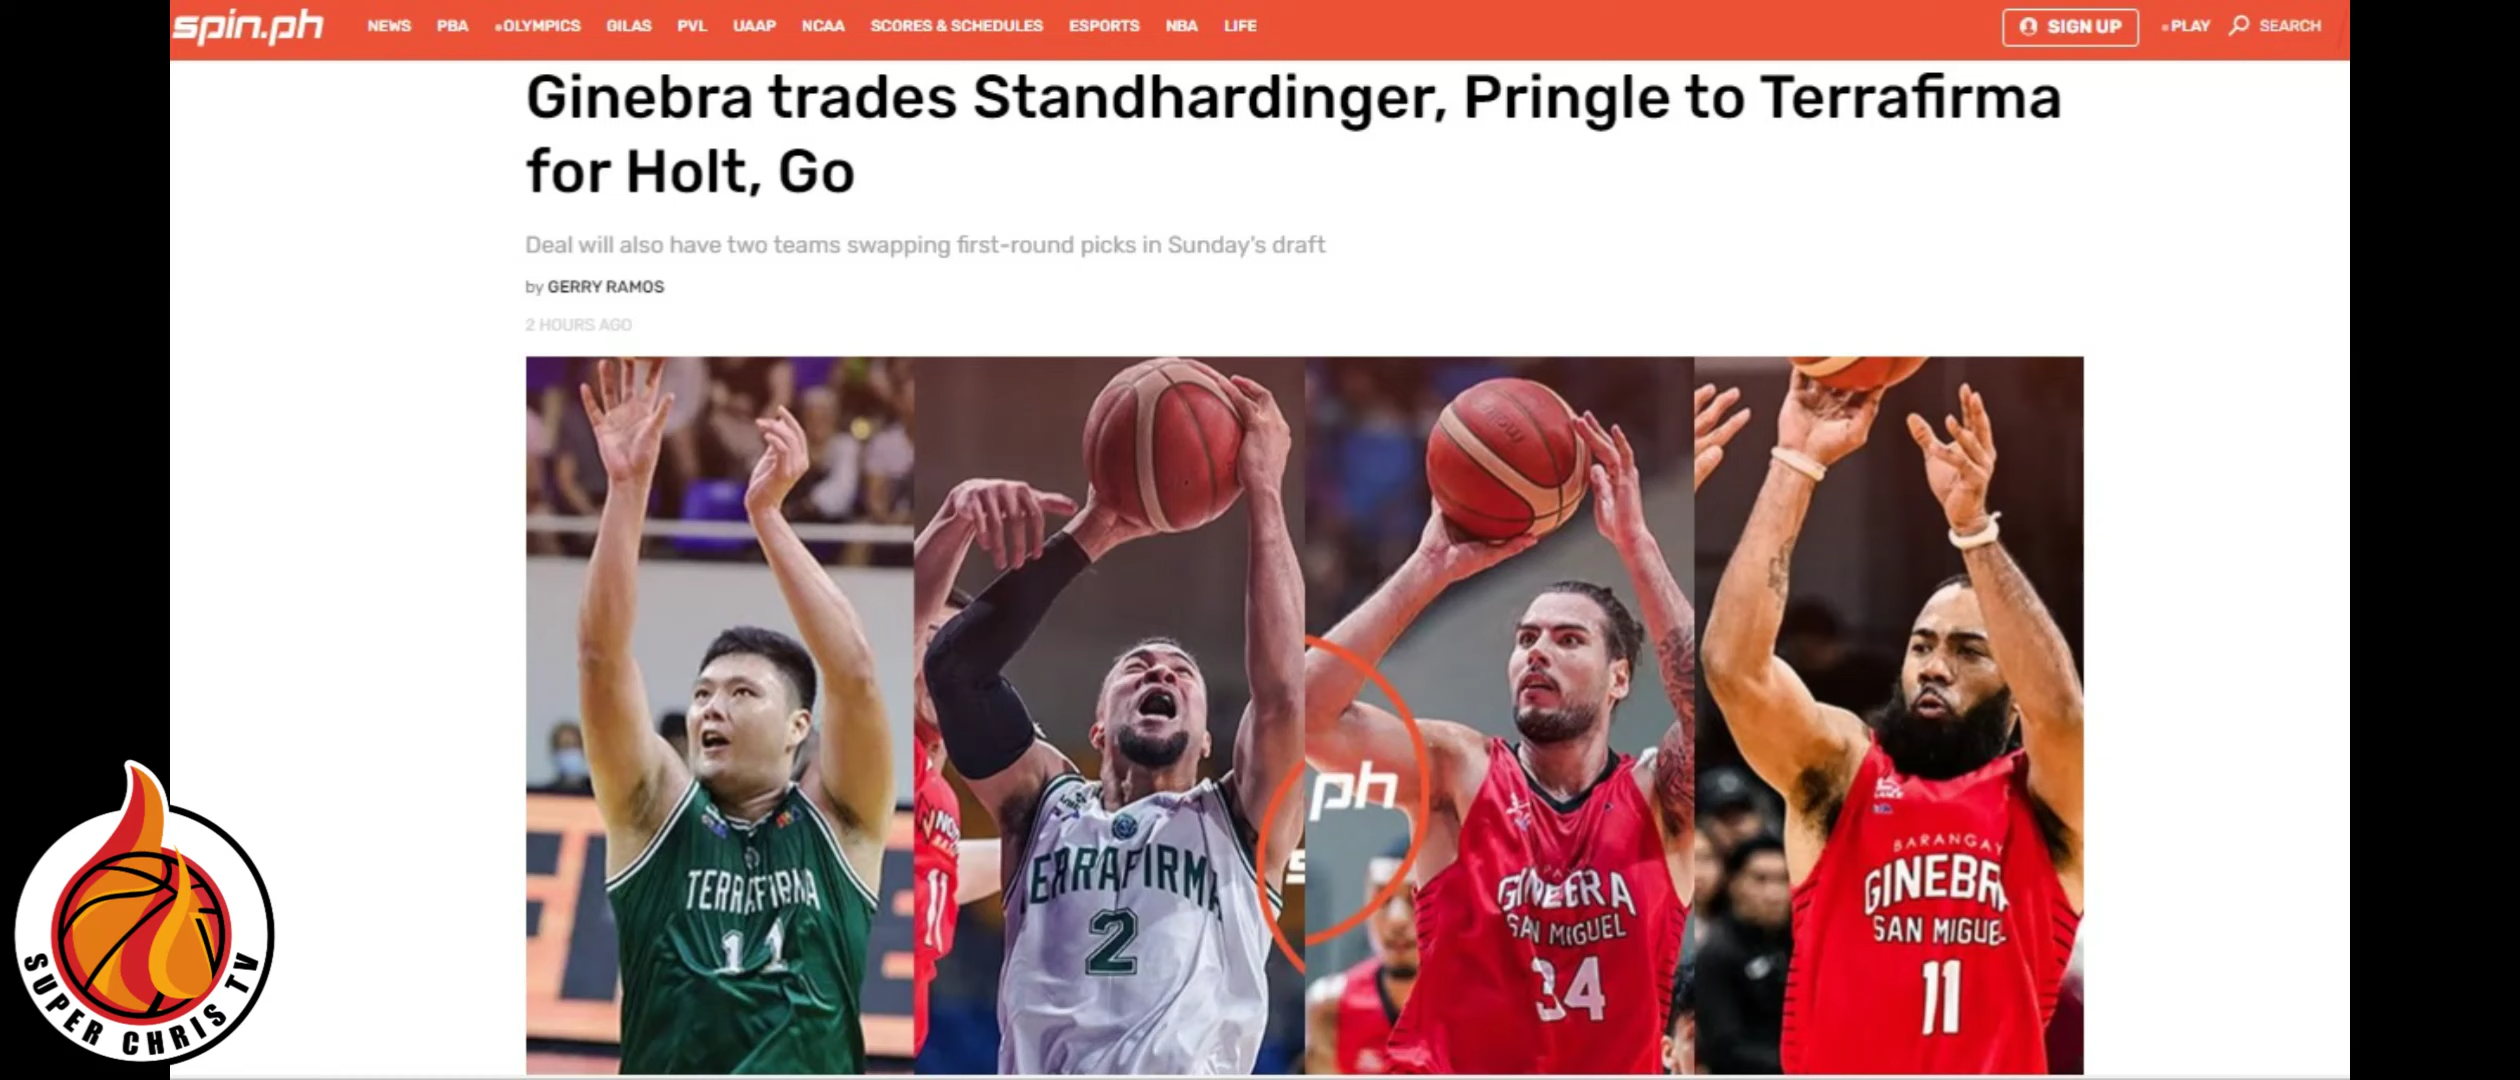 spin.ph NEWS PBA OLYMPICS GILAS PVL UAAP NCAA SCORES & SCHEDULES ESPORTS NBA LIFE SIGN UP PLAY SEARCH
Ginebra trades Standhardinger, Pringle to Terrafirma
for Holt, Go
Deal will also have two teams swapping first-round picks in Sunday's draft
by GERRY RAMOS
2 HOURS AGO
ph
TERRAFIRMA
11
11
ERRAFIRMA
2
GINEBRA
SAN MIGUEL
34
BARANGAY
GINEBRA
SAN MIGUEL
11
SUPER CHRIS TV